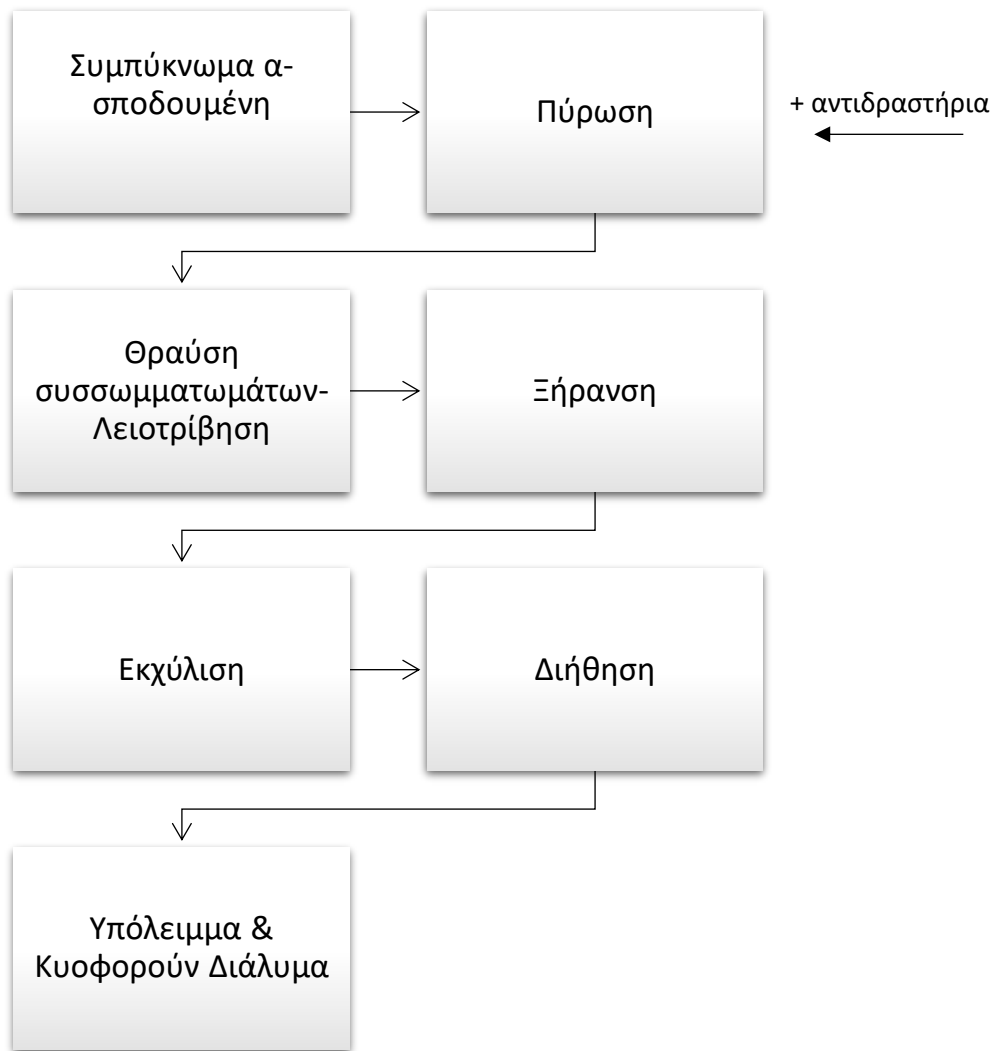 Συμπύκνωμα α-
σποδουμένη
Πύρωση
+ αντιδραστήρια
Θραύση
συσσωμματωμάτων-
Λειοτρίβηση
Ξήρανση
Εκχύλιση
Διήθηση
Υπόλειμμα &
Κυοφορούν Διάλυμα